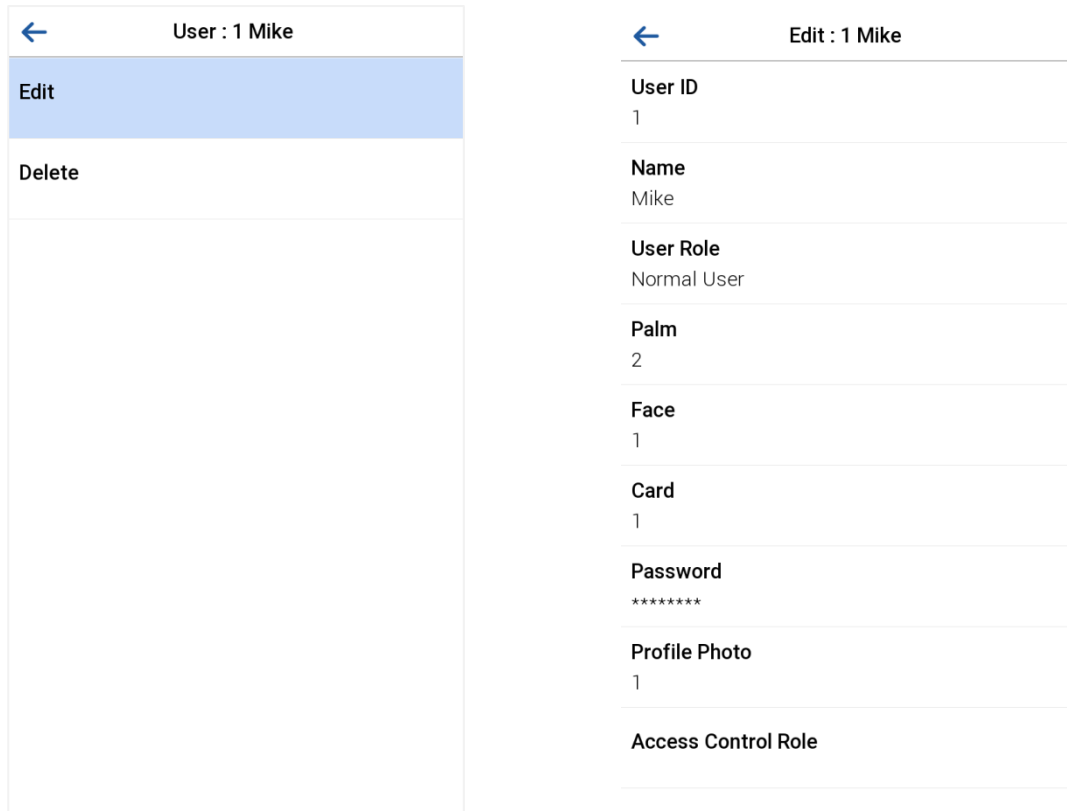 User : 1 Mike
Edit
Delete
Edit : 1 Mike
User ID
1
Name
Mike
User Role
Normal User
Palm
2
Face
1
Card
1
Password
********
Profile Photo
1
Access Control Role